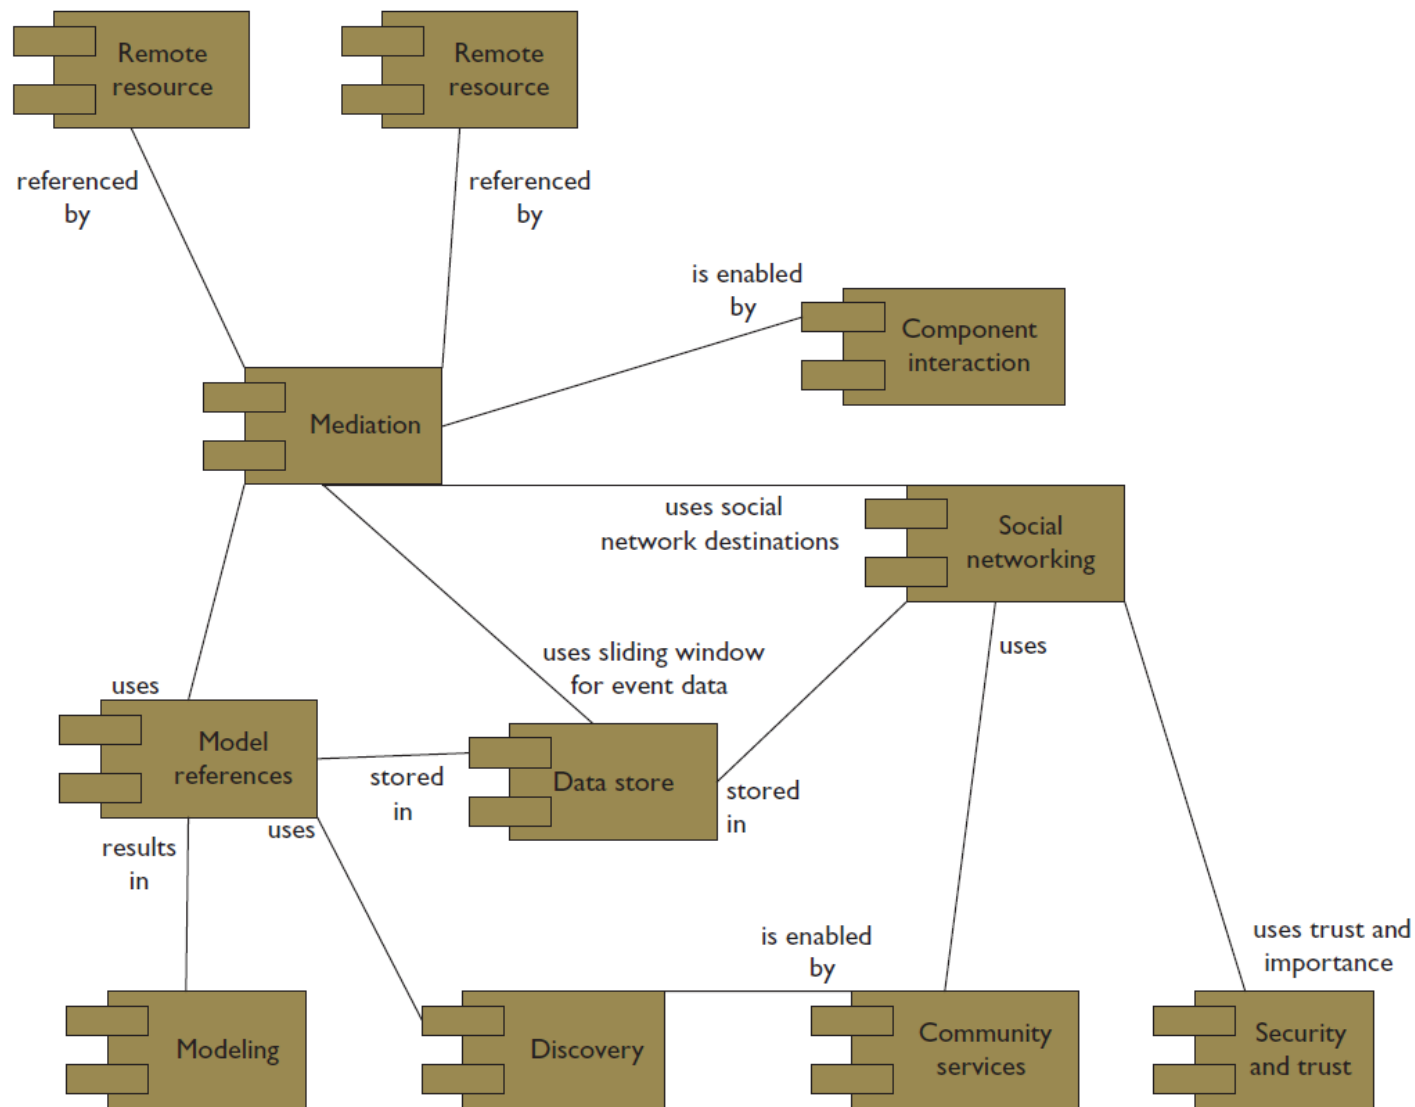 Remote
resource
Remote
resource
referenced
by
referenced
by
is enabled
by
Component
interaction
Mediation
uses social
network destinations
Social
networking
uses sliding window
for event data
uses
uses
Model
references
stored
in
Data store
stored
in
uses
results
in
is enabled
by
uses trust and
importance
Modeling
Discovery
Community
services
Security
and trust